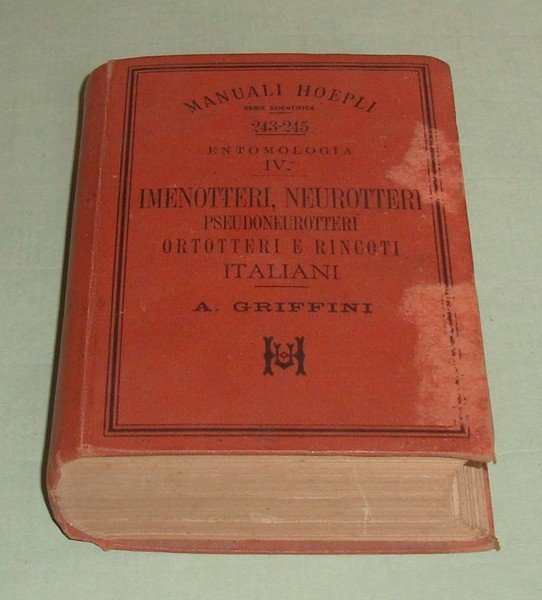 MANUALI HOEPLI
SERIE SCIENTIFICA
243-245
ENTOMOLOGIA
IV.°
IMENOTTERI, NEUROTTERI
PSEUDONEUROTTERI
ORTOTTERI E RINCOTI
ITALIANI
A. GRIFFINI